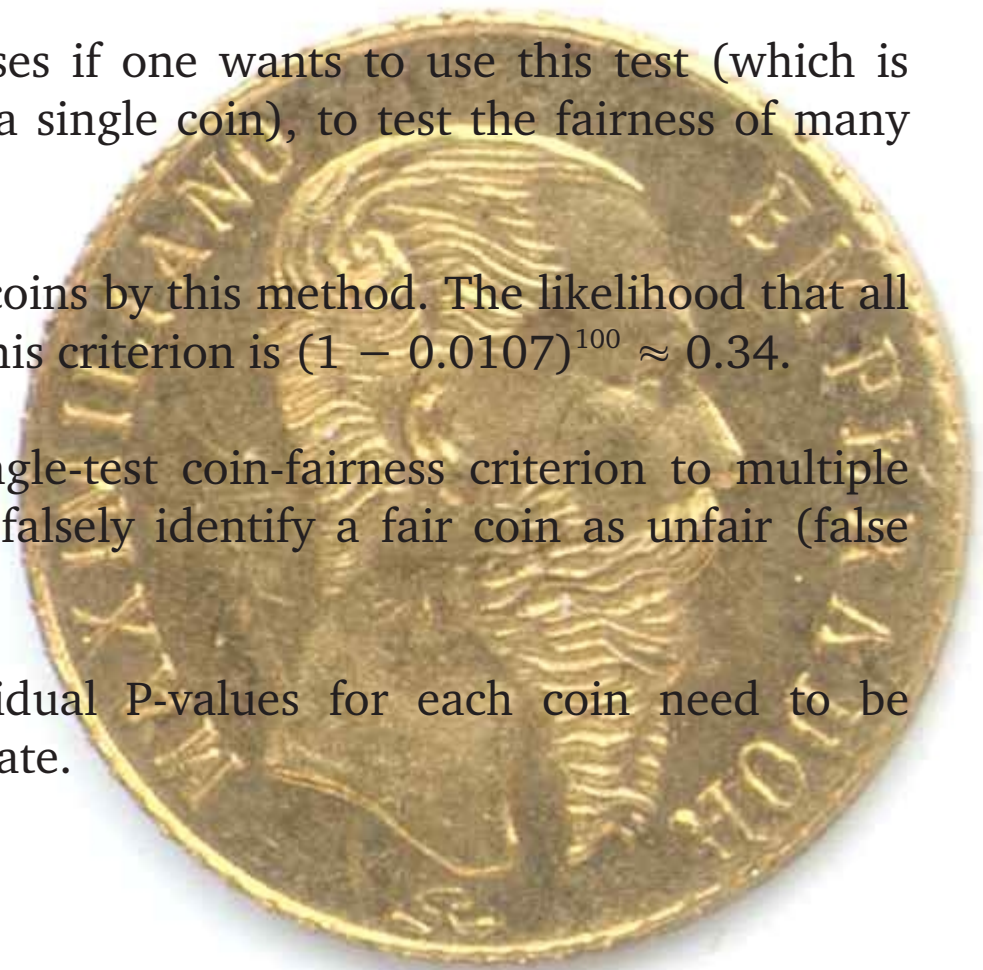 ses if one wants to use this test (which is
a single coin), to test the fairness of many
coins by this method. The likelihood that all
his criterion is (1 − 0.0107)¹⁰⁰ ≈ 0.34.
ngle-test coin-fairness criterion to multiple
falsely identify a fair coin as unfair (false
idual P-values for each coin need to be
ate.
MAXIMILIANO EMPERADOR